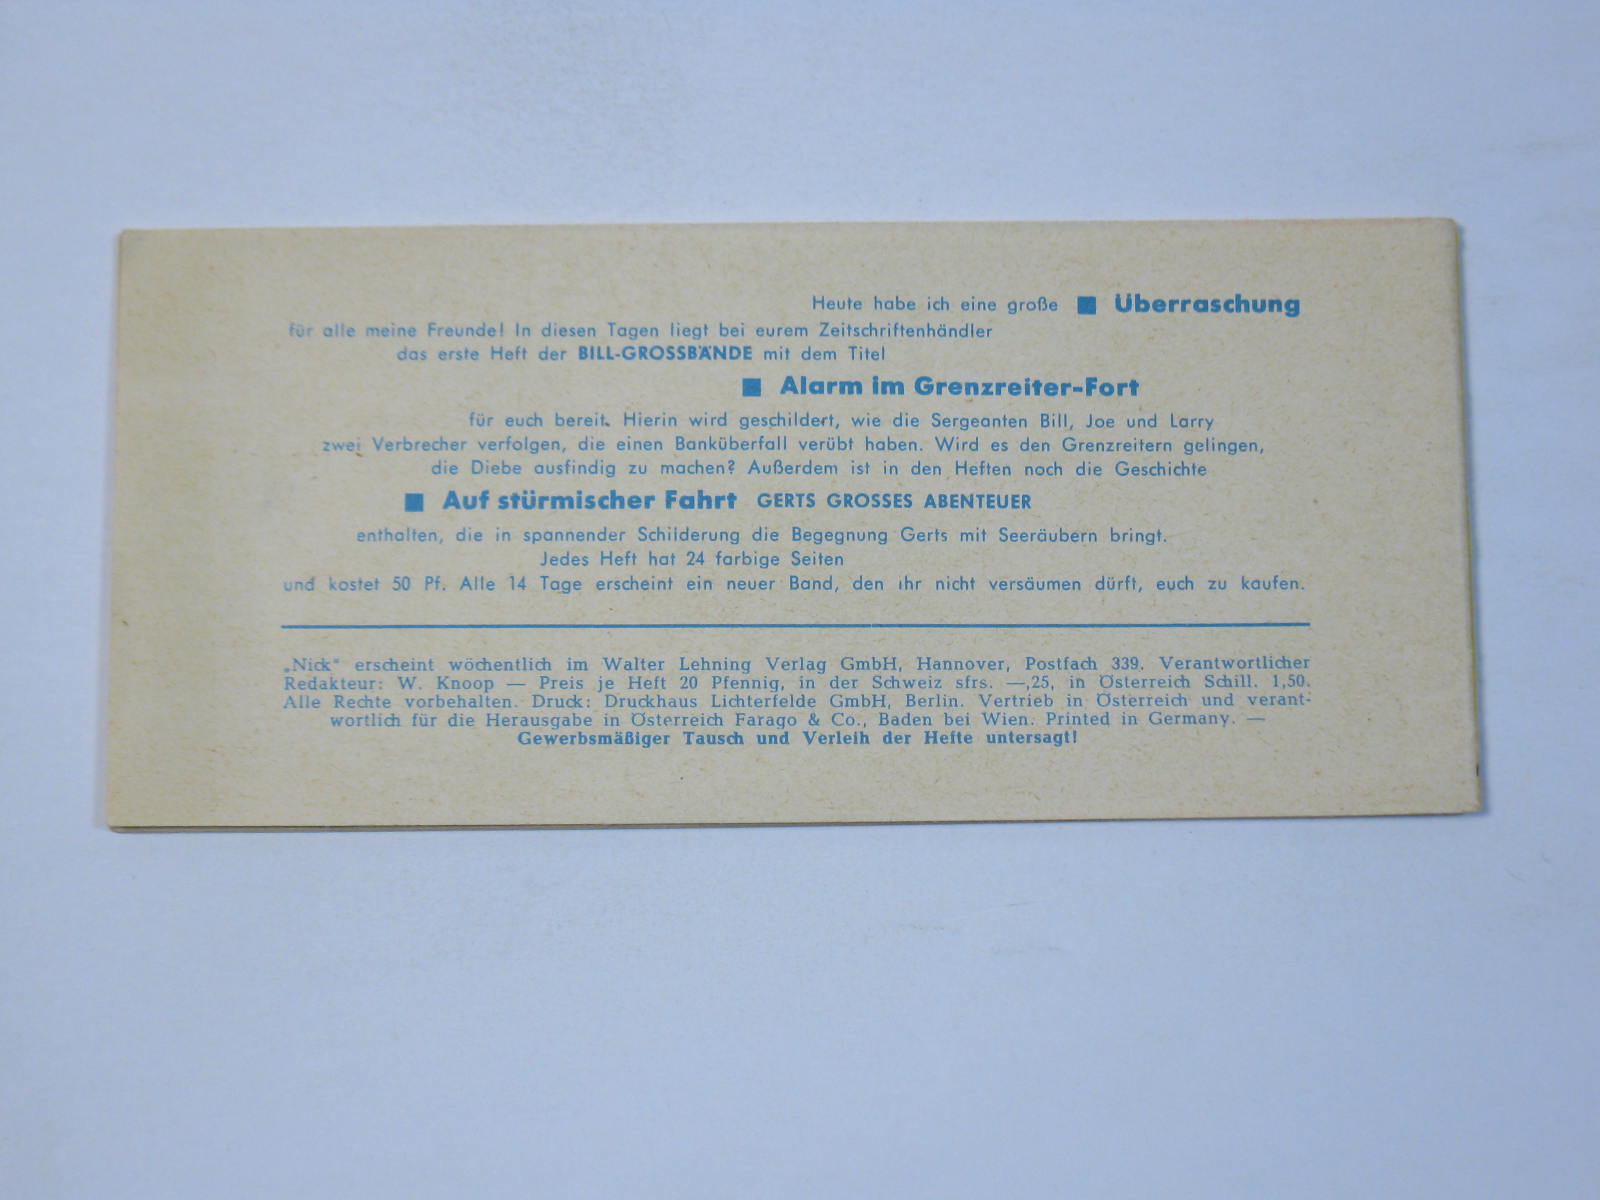 Heute habe ich eine große ■ Überraschung
für alle meine Freunde! In diesen Tagen liegt bei eurem Zeitschriftenhändler
das erste Heft der BILL-GROSSBÄNDE mit dem Titel
■ Alarm im Grenzreiter-Fort
für euch bereit. Hierin wird geschildert, wie die Sergeanten Bill, Joe und Larry
zwei Verbrecher verfolgen, die einen Banküberfall verübt haben. Wird es den Grenzreitern gelingen,
die Diebe ausfindig zu machen? Außerdem ist in den Heften noch die Geschichte
■ Auf stürmischer Fahrt GERTS GROSSES ABENTEUER
enthalten, die in spannender Schilderung die Begegnung Gerts mit Seeräubern bringt.
Jedes Heft hat 24 farbige Seiten
und kostet 50 Pf. Alle 14 Tage erscheint ein neuer Band, den ihr nicht versäumen dürft, euch zu kaufen.
„Nick“ erscheint wöchentlich im Walter Lehning Verlag GmbH, Hannover, Postfach 339. Verantwortlicher
Redakteur: W. Knoop — Preis je Heft 20 Pfennig, in der Schweiz sfrs. —,25, in Österreich Schill. 1,50.
Alle Rechte vorbehalten. Druck: Druckhaus Lichterfelde GmbH, Berlin. Vertrieb in Österreich und verant-
wortlich für die Herausgabe in Österreich Farago & Co., Baden bei Wien. Printed in Germany. —
Gewerbsmäßiger Tausch und Verleih der Hefte untersagt!